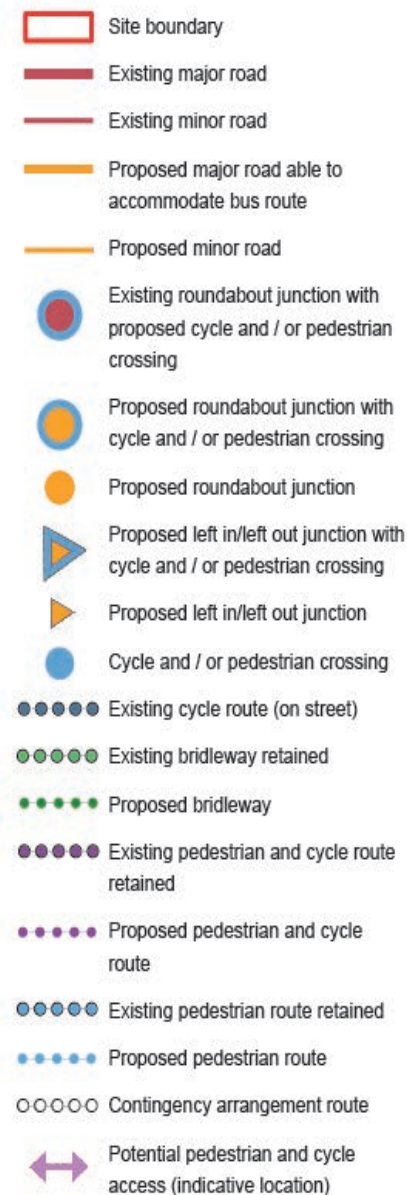 Site boundary
Existing major road
Existing minor road
Proposed major road able to
accommodate bus route
Proposed minor road
Existing roundabout junction with
proposed cycle and / or pedestrian
crossing
Proposed roundabout junction with
cycle and / or pedestrian crossing
Proposed roundabout junction
Proposed left in/left out junction with
cycle and / or pedestrian crossing
Proposed left in/left out junction
Cycle and / or pedestrian crossing
Existing cycle route (on street)
Existing bridleway retained
Proposed bridleway
Existing pedestrian and cycle route
retained
Proposed pedestrian and cycle
route
Existing pedestrian route retained
Proposed pedestrian route
Contingency arrangement route
Potential pedestrian and cycle
access (indicative location)